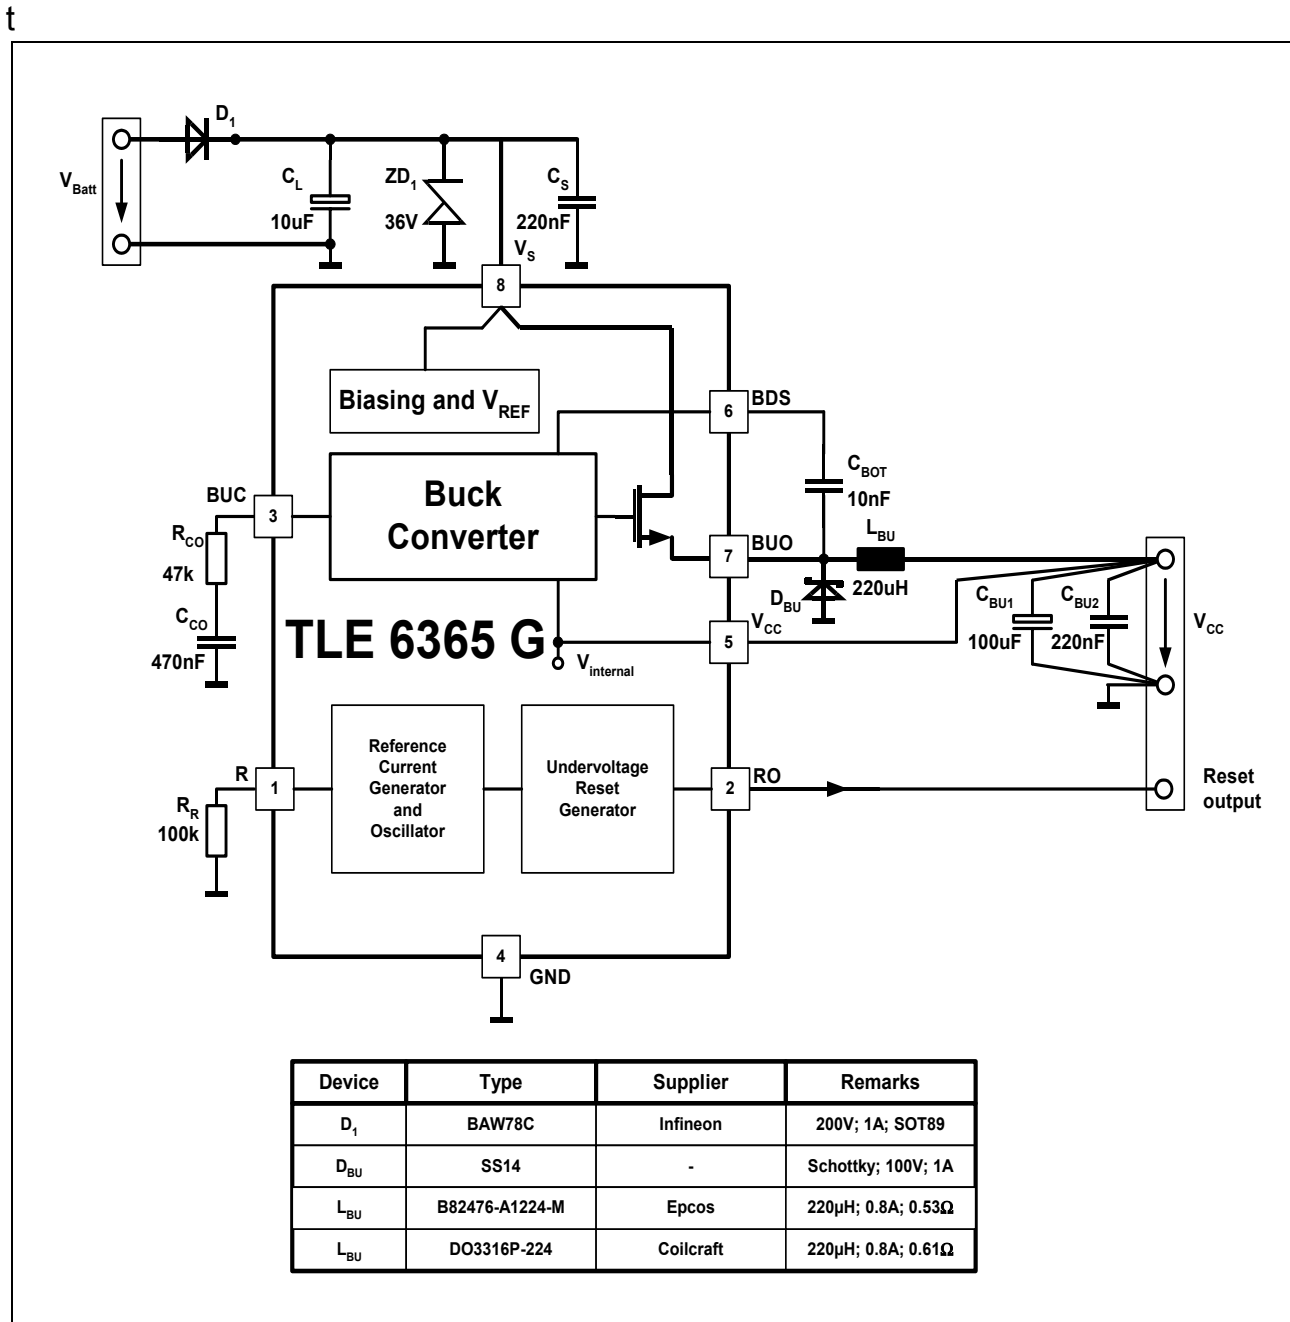 t
D1
VBatt
CL
10uF
ZD1
36V
CS
220nF
VS
8
Biasing and VREF
6
BDS
CBOT
10nF
BUC
3
Buck
Converter
RCO
47k
7
BUO
LBU
220uH
DBU
CCO
470nF
TLE 6365 G
Vinternal
5
VCC
CBU1
100uF
CBU2
220nF
VCC
R
1
RR
100k
Reference
Current
Generator
and
Oscillator
Undervoltage
Reset
Generator
2
RO
Reset
output
4
GND
Device Type Supplier Remarks
D1 BAW78C Infineon 200V; 1A; SOT89
DBU SS14 - Schottky; 100V; 1A
LBU B82476-A1224-M Epcos 220µH; 0.8A; 0.53Ω
LBU DO3316P-224 Coilcraft 220µH; 0.8A; 0.61Ω